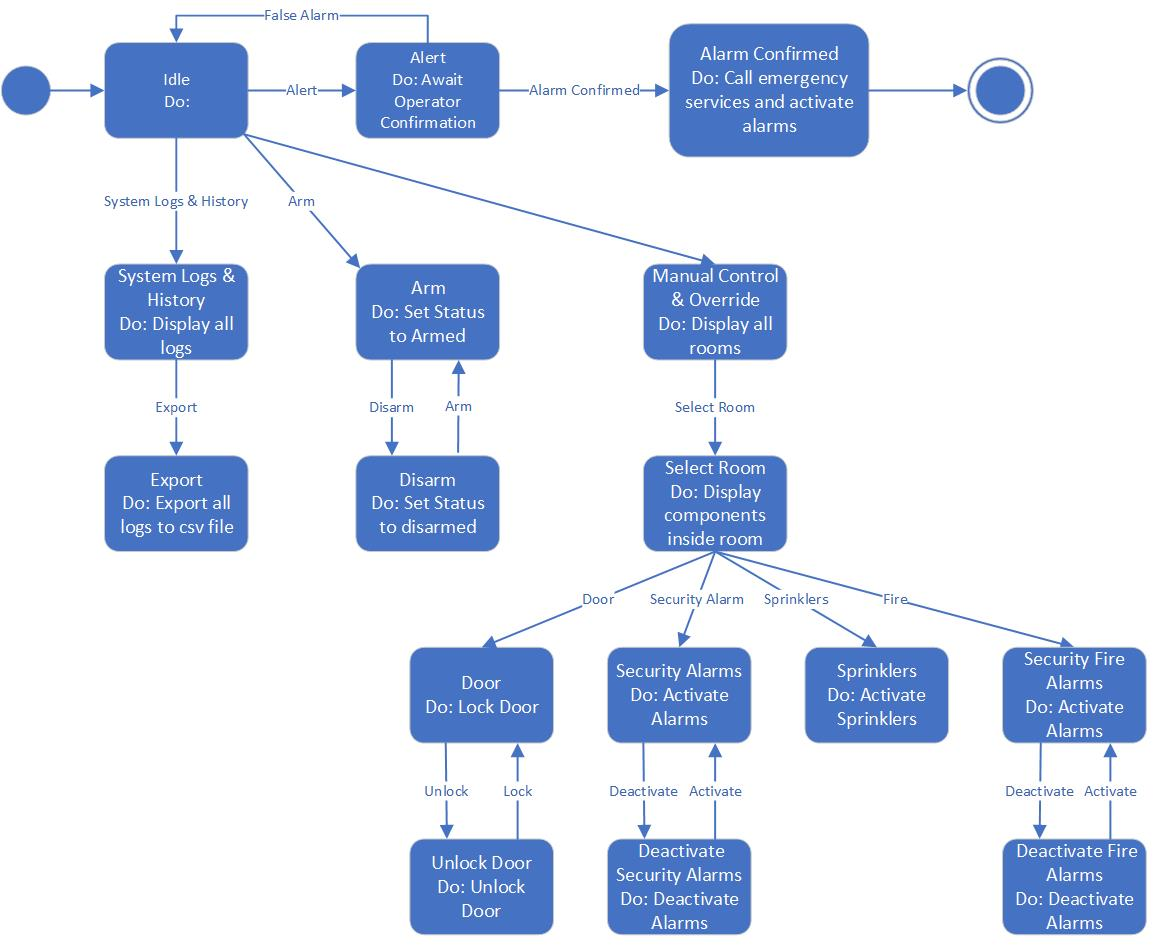 False Alarm
Idle
Do:
Alert
Alert
Do: Await
Operator
Confirmation
Alarm Confirmed
Alarm Confirmed
Do: Call emergency
services and activate
alarms
System Logs & History
Arm
System Logs &
History
Do: Display all
logs
Arm
Do: Set Status
to Armed
Manual Control
& Override
Do: Display all
rooms
Export
Disarm
Arm
Select Room
Export
Do: Export all
logs to csv file
Disarm
Do: Set Status
to disarmed
Select Room
Do: Display
components
inside room
Door
Security Alarm
Sprinklers
Fire
Door
Do: Lock Door
Security Alarms
Do: Activate
Alarms
Sprinklers
Do: Activate
Sprinklers
Security Fire
Alarms
Do: Activate
Alarms
Unlock
Lock
Deactivate
Activate
Deactivate
Activate
Unlock Door
Do: Unlock
Door
Deactivate
Security Alarms
Do: Deactivate
Alarms
Deactivate Fire
Alarms
Do: Deactivate
Alarms